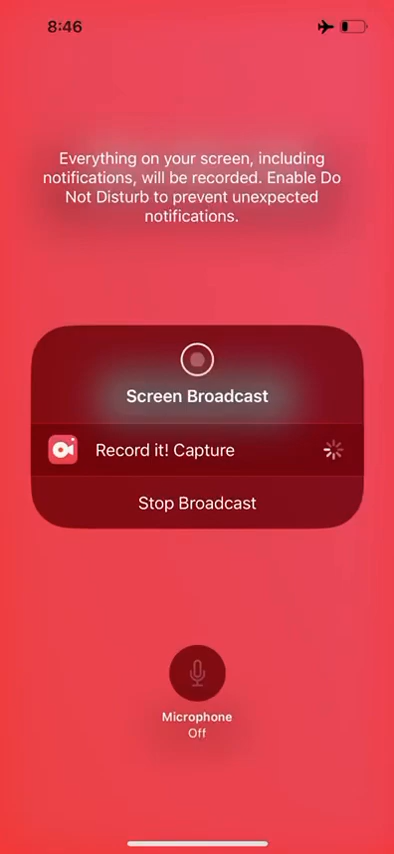 8:46
Everything on your screen, including
notifications, will be recorded. Enable Do
Not Disturb to prevent unexpected
notifications.
Screen Broadcast
Record it! Capture
Stop Broadcast
Microphone
Off